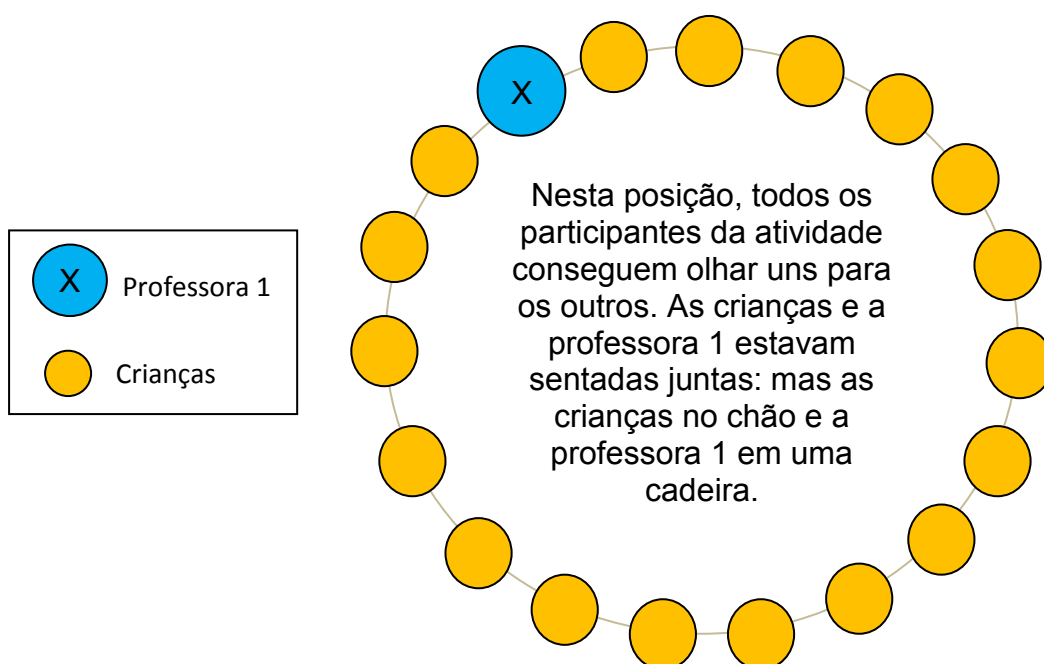 X
Nesta posição, todos os
participantes da atividade
conseguem olhar uns para
os outros. As crianças e a
professora 1 estavam
sentadas juntas: mas as
crianças no chão e a
professora 1 em uma
cadeira.
X Professora 1
Crianças